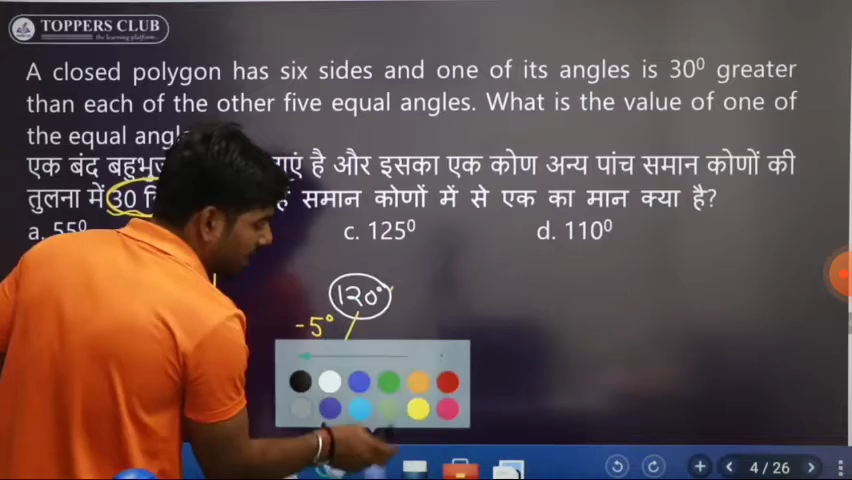 TOPPERS CLUB
the learning platform
A closed polygon has six sides and one of its angles is 30⁰ greater
than each of the other five equal angles. What is the value of one of
the equal
एक बंद हैं और इसका एक कोण अन्य पांच समान कोणों की
तुलना में 30 समान कोणों में से एक का मान क्या है?
a. 55⁰ c. 125⁰ d. 110⁰
120°
-5°
4 / 26